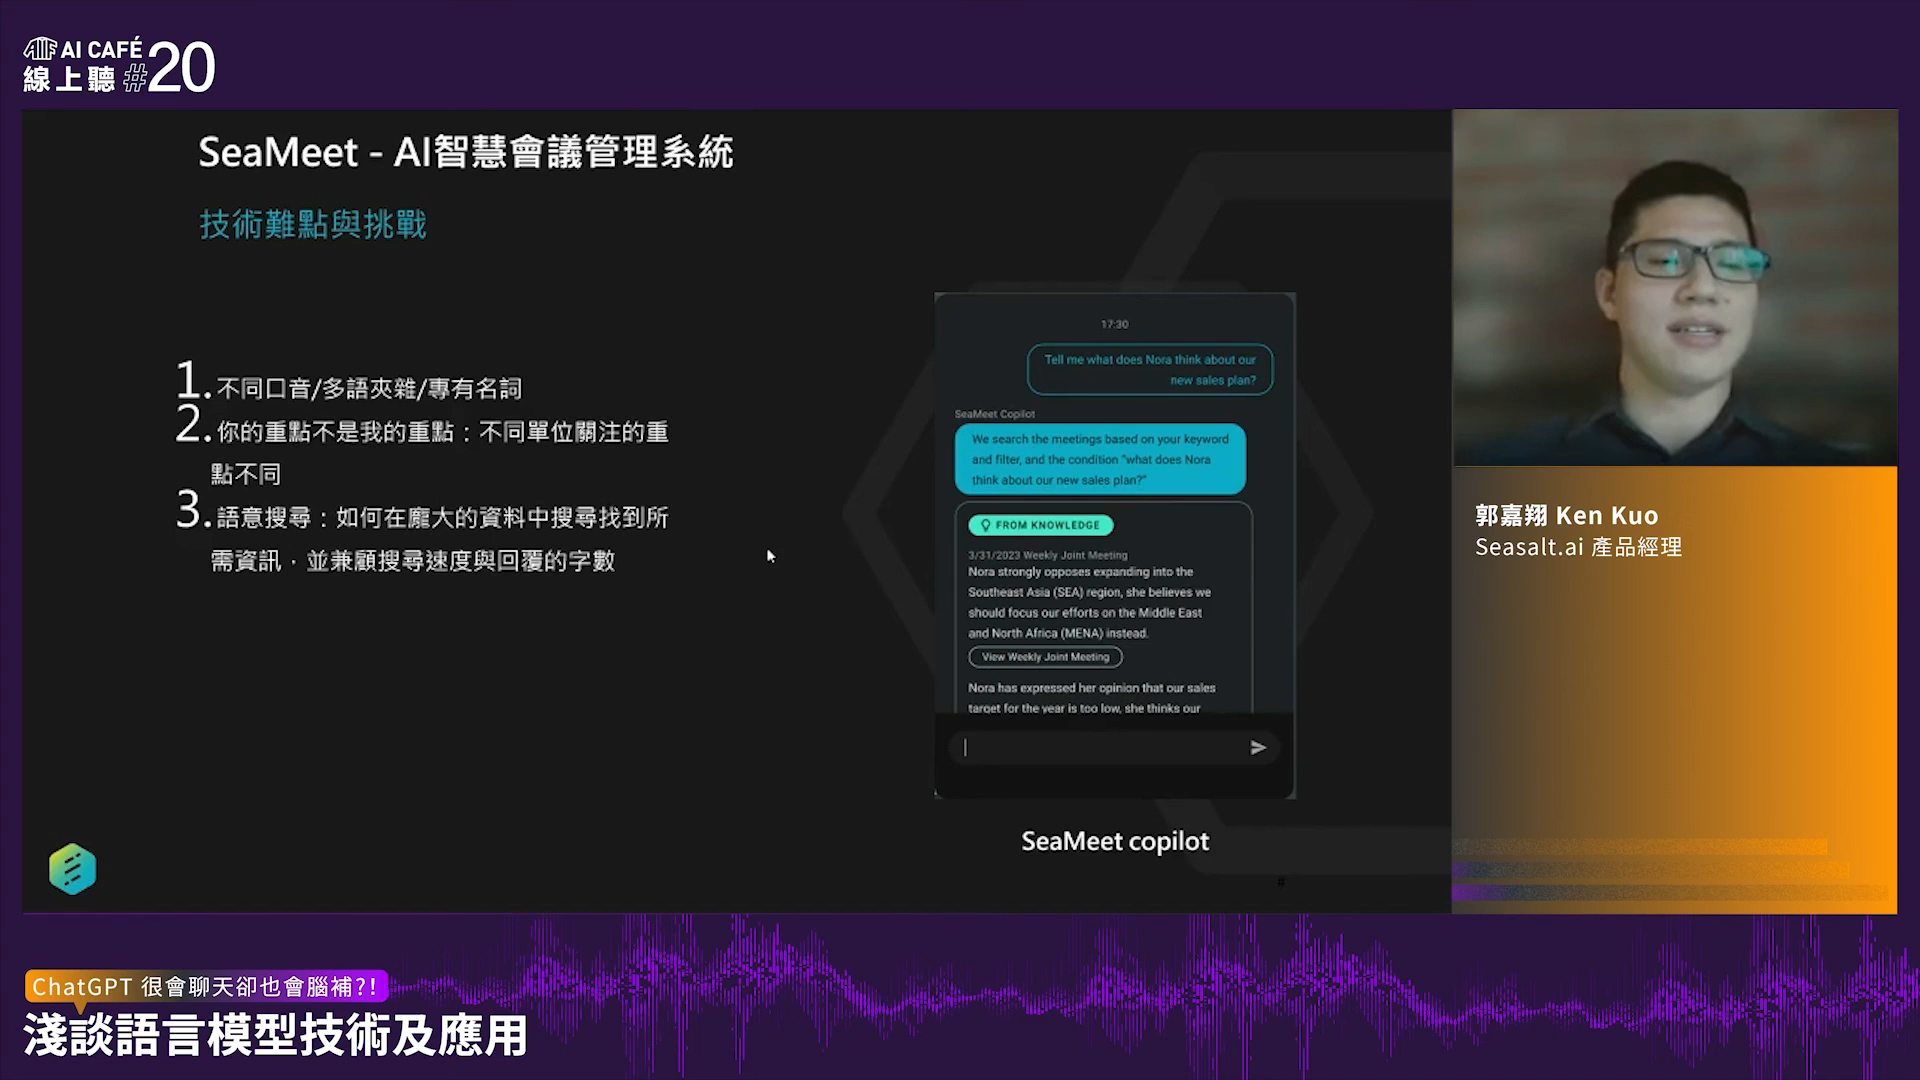 AIF AI CAFÉ
線上聽 #20
SeaMeet - AI智慧會議管理系統
技術難點與挑戰
1. 不同口音/多語夾雜/專有名詞
2. 你的重點不是我的重點：不同單位關注的重
點不同
3. 語意搜尋：如何在龐大的資料中搜尋找到所
需資訊，並兼顧搜尋速度與回覆的字數
17:30
Tell me what does Nora think about our
new sales plan?
SeaMeet Copilot
We search the meetings based on your keyword
and filter, and the condition "what does Nora
think about our new sales plan?"
FROM KNOWLEDGE
3/31/2023 Weekly Joint Meeting
Nora strongly opposes expanding into the
Southeast Asia (SEA) region, she believes we
should focus our efforts on the Middle East
and North Africa (MENA) instead.
View Weekly Joint Meeting
Nora has expressed her opinion that our sales
target for the year is too low, she thinks our
SeaMeet copilot
#
郭嘉翔 Ken Kuo
Seasalt.ai 產品經理
ChatGPT 很會聊天卻也會腦補?!
淺談語言模型技術及應用